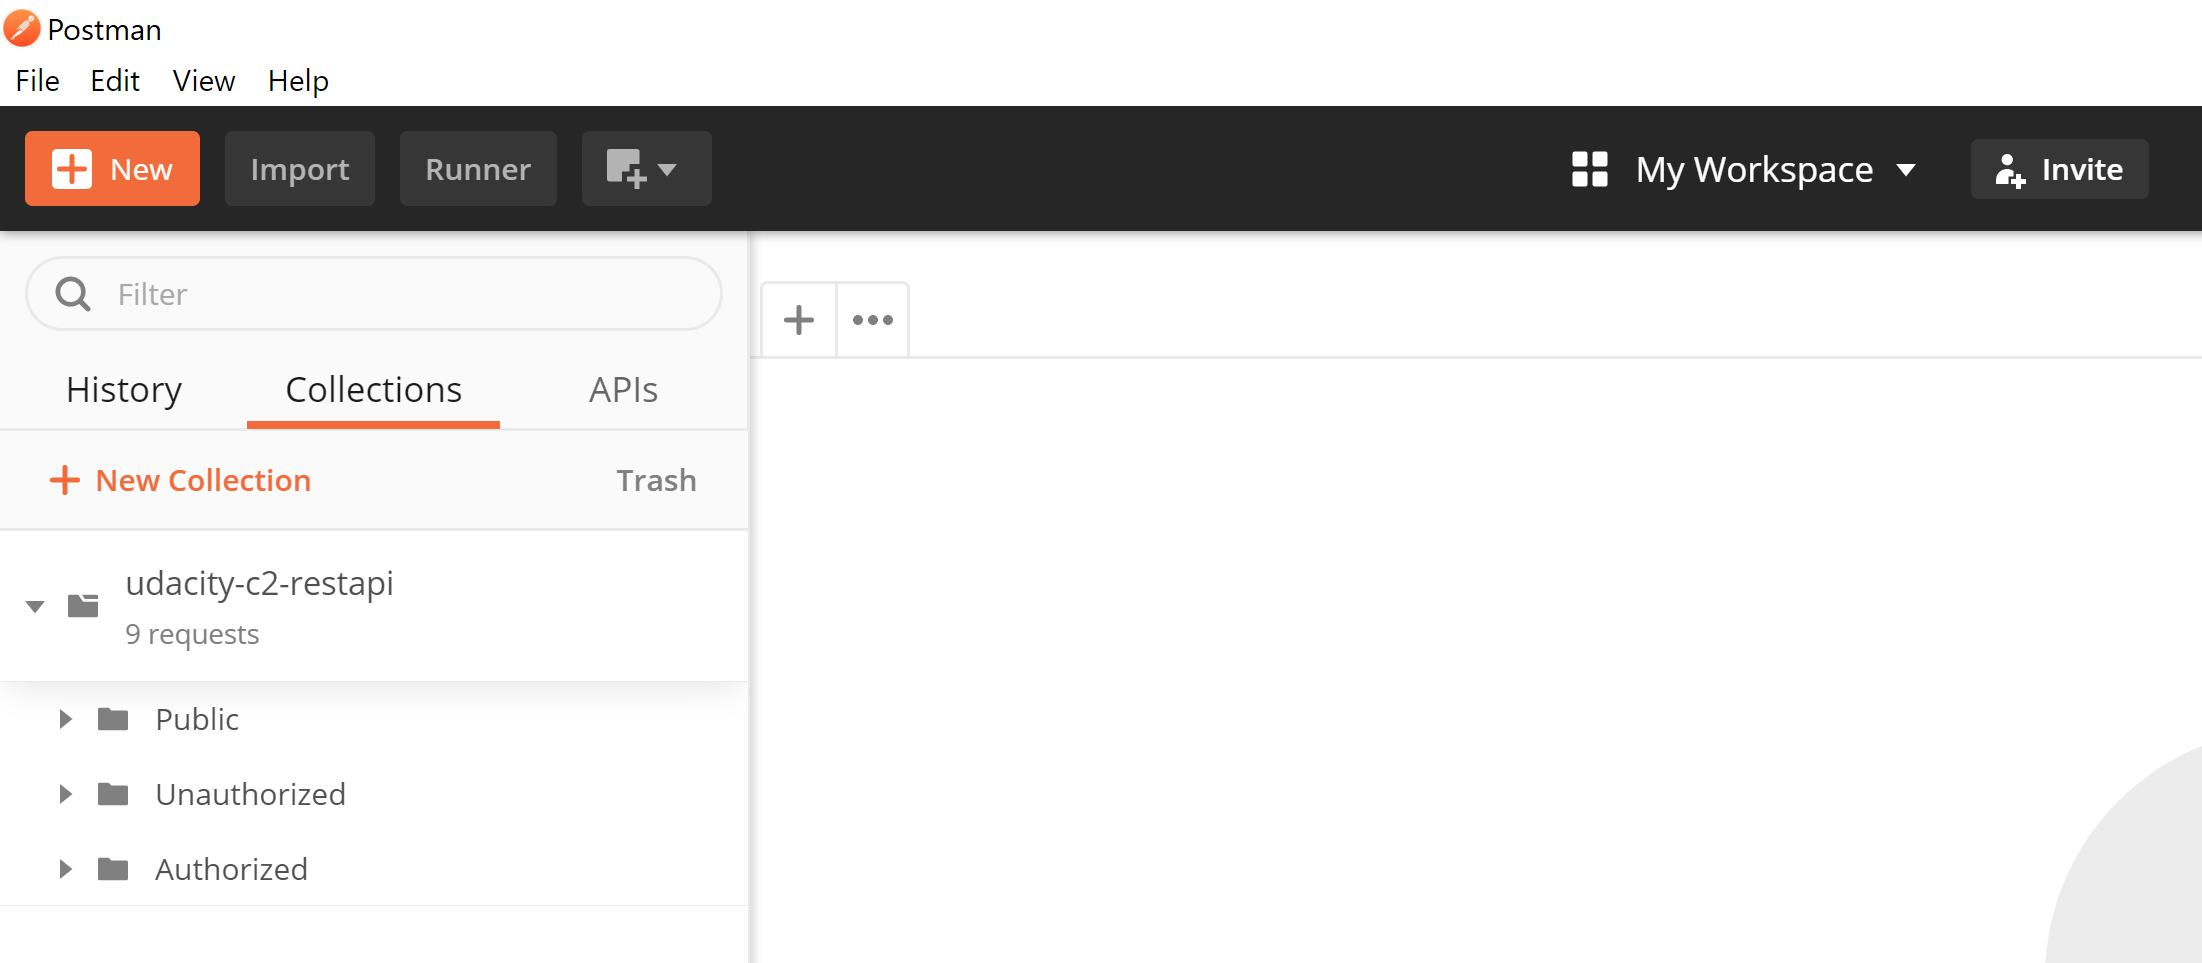 Postman
File Edit View Help
New Import Runner My Workspace Invite
Filter
History Collections APIs
New Collection Trash
udacity-c2-restapi
9 requests
Public
Unauthorized
Authorized